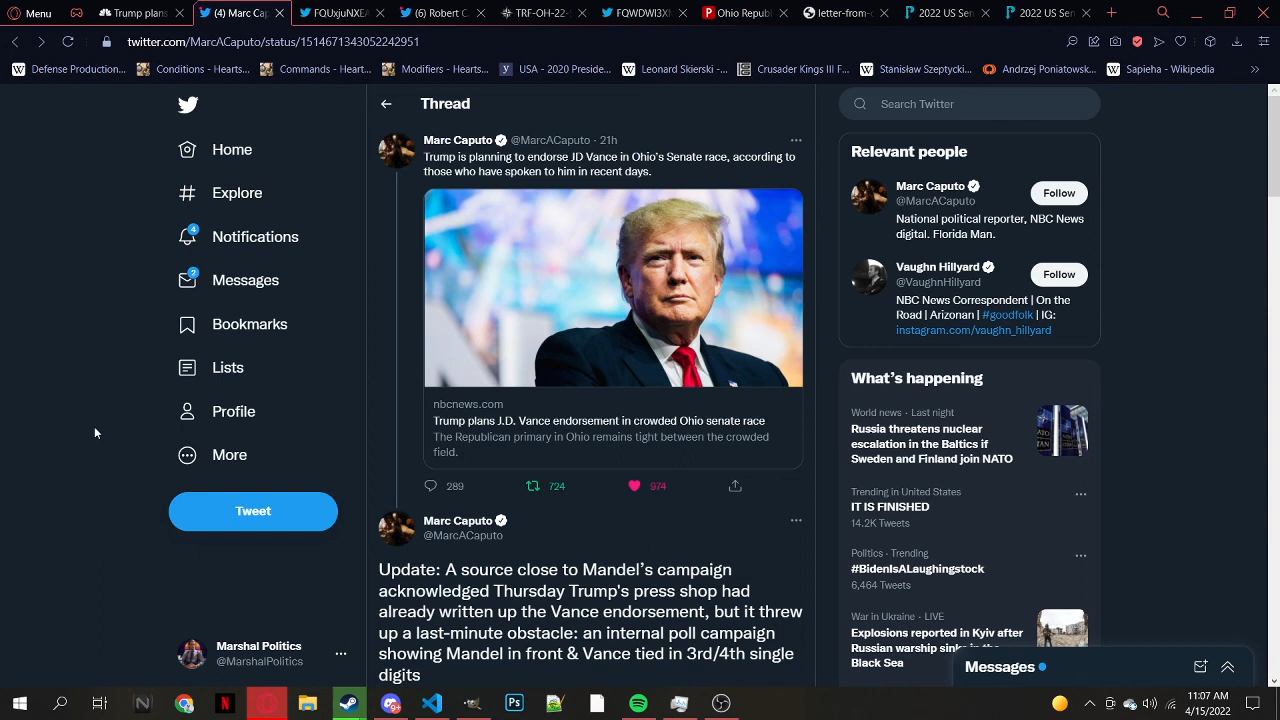 Menu
Trump plans
(4) Marc Cap
FQUxjuNXEA
(6) Robert C
TRF-OH-22-
FQWDWI3XN
Ohio Republ
letter-from-c
2022 US Sen
2022 US Sen
twitter.com/MarcACaputo/status/1514671343052242951
Defense Production...
Conditions - Hearts...
Commands - Heart...
Modifiers - Hearts...
USA - 2020 Preside...
Leonard Skierski -...
Crusader Kings III F...
Stanisław Szeptycki...
Andrzej Poniatows...
Sapieha - Wikipedia
Home
Explore
4
Notifications
2
Messages
Bookmarks
Lists
Profile
More
Tweet
Marshal Politics
@MarshalPolitics
Thread
Marc Caputo @MarcACaputo · 21h
Trump is planning to endorse JD Vance in Ohio's Senate race, according to
those who have spoken to him in recent days.
nbcnews.com
Trump plans J.D. Vance endorsement in crowded Ohio senate race
The Republican primary in Ohio remains tight between the crowded
field.
289
724
974
Marc Caputo
@MarcACaputo
Update: A source close to Mandel's campaign
acknowledged Thursday Trump's press shop had
already written up the Vance endorsement, but it threw
up a last-minute obstacle: an internal poll campaign
showing Mandel in front & Vance tied in 3rd/4th single
digits
Search Twitter
Relevant people
Marc Caputo
@MarcACaputo
Follow
National political reporter, NBC News
digital. Florida Man.
Vaughn Hillyard
@VaughnHillyard
Follow
NBC News Correspondent | On the
Road | Arizonan | #goodfolk | IG:
instagram.com/vaughn_hillyard
What's happening
World news · Last night
Russia threatens nuclear
escalation in the Baltics if
Sweden and Finland join NATO
Trending in United States
IT IS FINISHED
14.2K Tweets
Politics · Trending
#BidenIsALaughingstock
6,464 Tweets
War in Ukraine · LIVE
Explosions reported in Kyiv after
Russian warship sinks in the
Black Sea
Messages
11:07 AM
4/15/2022